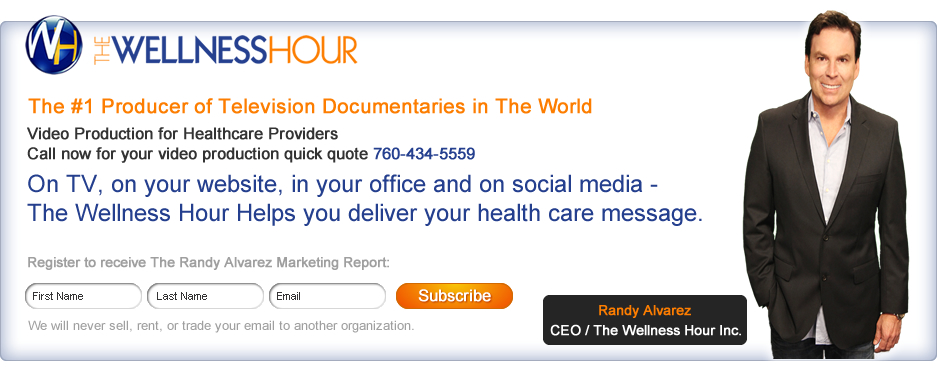 WH THE WELLNESSHOUR
The #1 Producer of Television Documentaries in The World
Video Production for Healthcare Providers
Call now for your video production quick quote 760-434-5559
On TV, on your website, in your office and on social media -
The Wellness Hour Helps you deliver your health care message.
Register to receive The Randy Alvarez Marketing Report:
First Name Last Name Email Subscribe
We will never sell, rent, or trade your email to another organization.
Randy Alvarez
CEO / The Wellness Hour Inc.